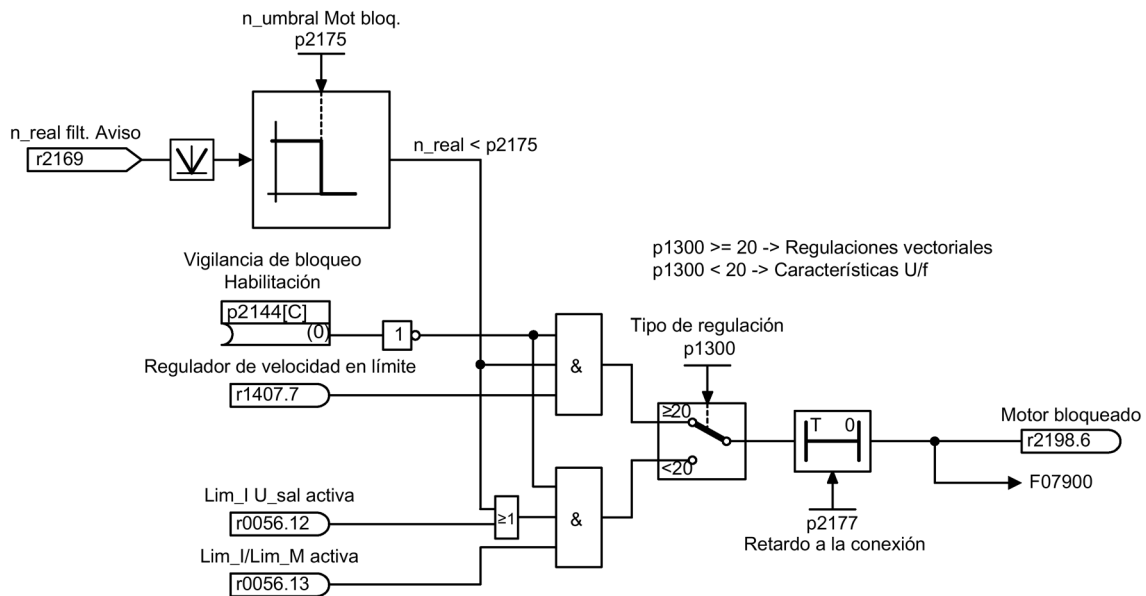 n_umbral Mot bloq.
p2175
n_real filt. Aviso
r2169
n_real < p2175
p1300 >= 20 -> Regulaciones vectoriales
p1300 < 20 -> Características U/f
Vigilancia de bloqueo
Habilitación
p2144[C]
(0)
1
Regulador de velocidad en límite
r1407.7
&
Tipo de regulación
p1300
≥20
<20
T 0
Motor bloqueado
r2198.6
F07900
p2177
Retardo a la conexión
Lim_I U_sal activa
r0056.12
≥1
&
Lim_I/Lim_M activa
r0056.13